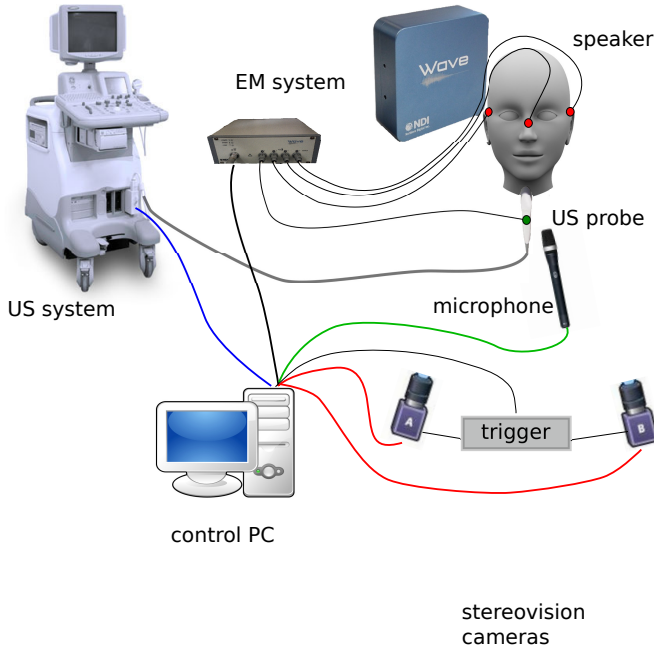 speaker
Wave
EM system
NDI
US probe
US system
microphone
A
trigger
B
control PC
stereovision
cameras